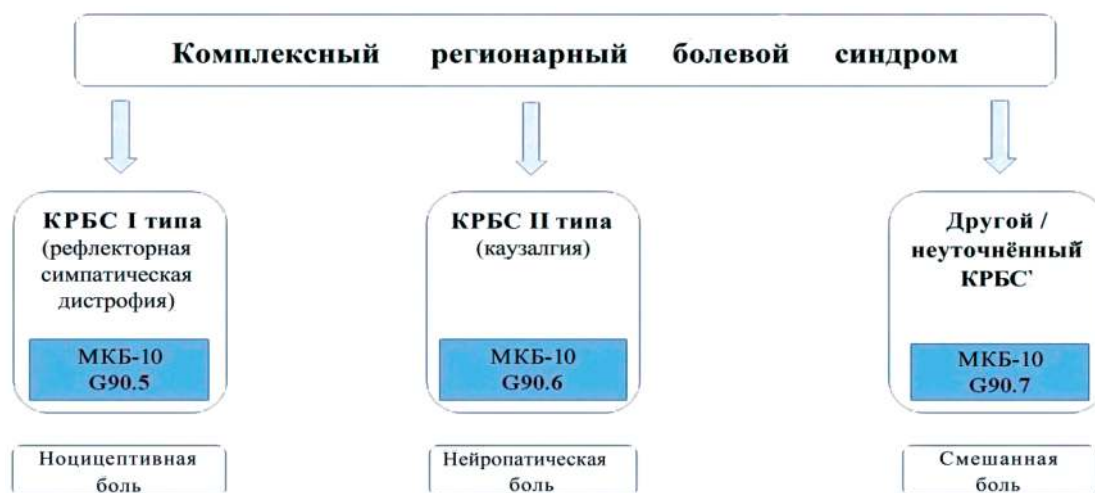 Комплексный регионарный болевой синдром
КРБС I типа
(рефлекторная
симпатическая
дистрофия)
МКБ-10
G90.5
Ноцицептивная
боль
КРБС II типа
(каузалгия)
МКБ-10
G90.6
Нейропатическая
боль
Другой /
неуточнённый
КРБС`
МКБ-10
G90.7
Смешанная
боль